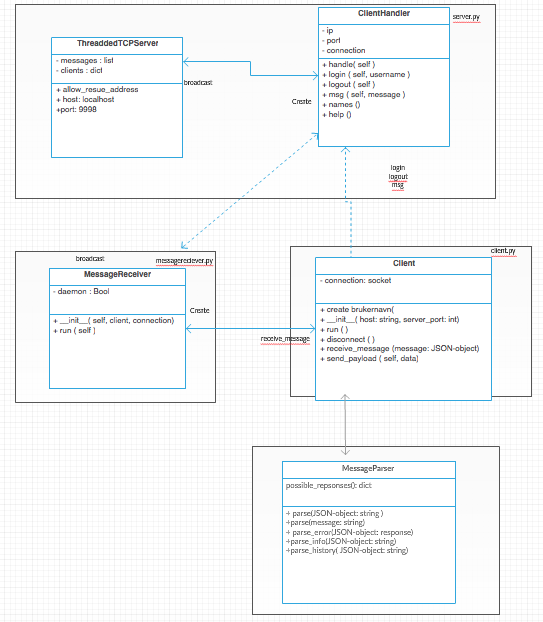 ClientHandler
server.py
- ip
- port
- connection
+ handle( self )
+ login ( self, username )
+ logout ( self )
+ msg ( self, message )
+ names ()
+ help ()
ThreaddedTCPServer
- messages : list
- clients : dict
+ allow_resue_address
+ host: localhost
+port: 9998
broadcast
Create
login
logout
msg
broadcast
messagereciever.py
MessageReceiver
- daemon : Bool
+ __init__( self, client, connection)
+ run ( self )
Create
receive_message
client.py
Client
- connection: socket
+ create brukernavn(
+ __init__( host: string, server_port: int)
+ run ( )
+ disconnect ( )
+ receive_message (message: JSON-object)
+ send_payload ( self, data)
MessageParser
possible_repsonses(): dict
+ parse(JSON-object: string )
+parse(message: string)
+ parse_error(JSON-object: response)
+parse_info(JSON-object: string)
+parse_history( JSON-object: string)